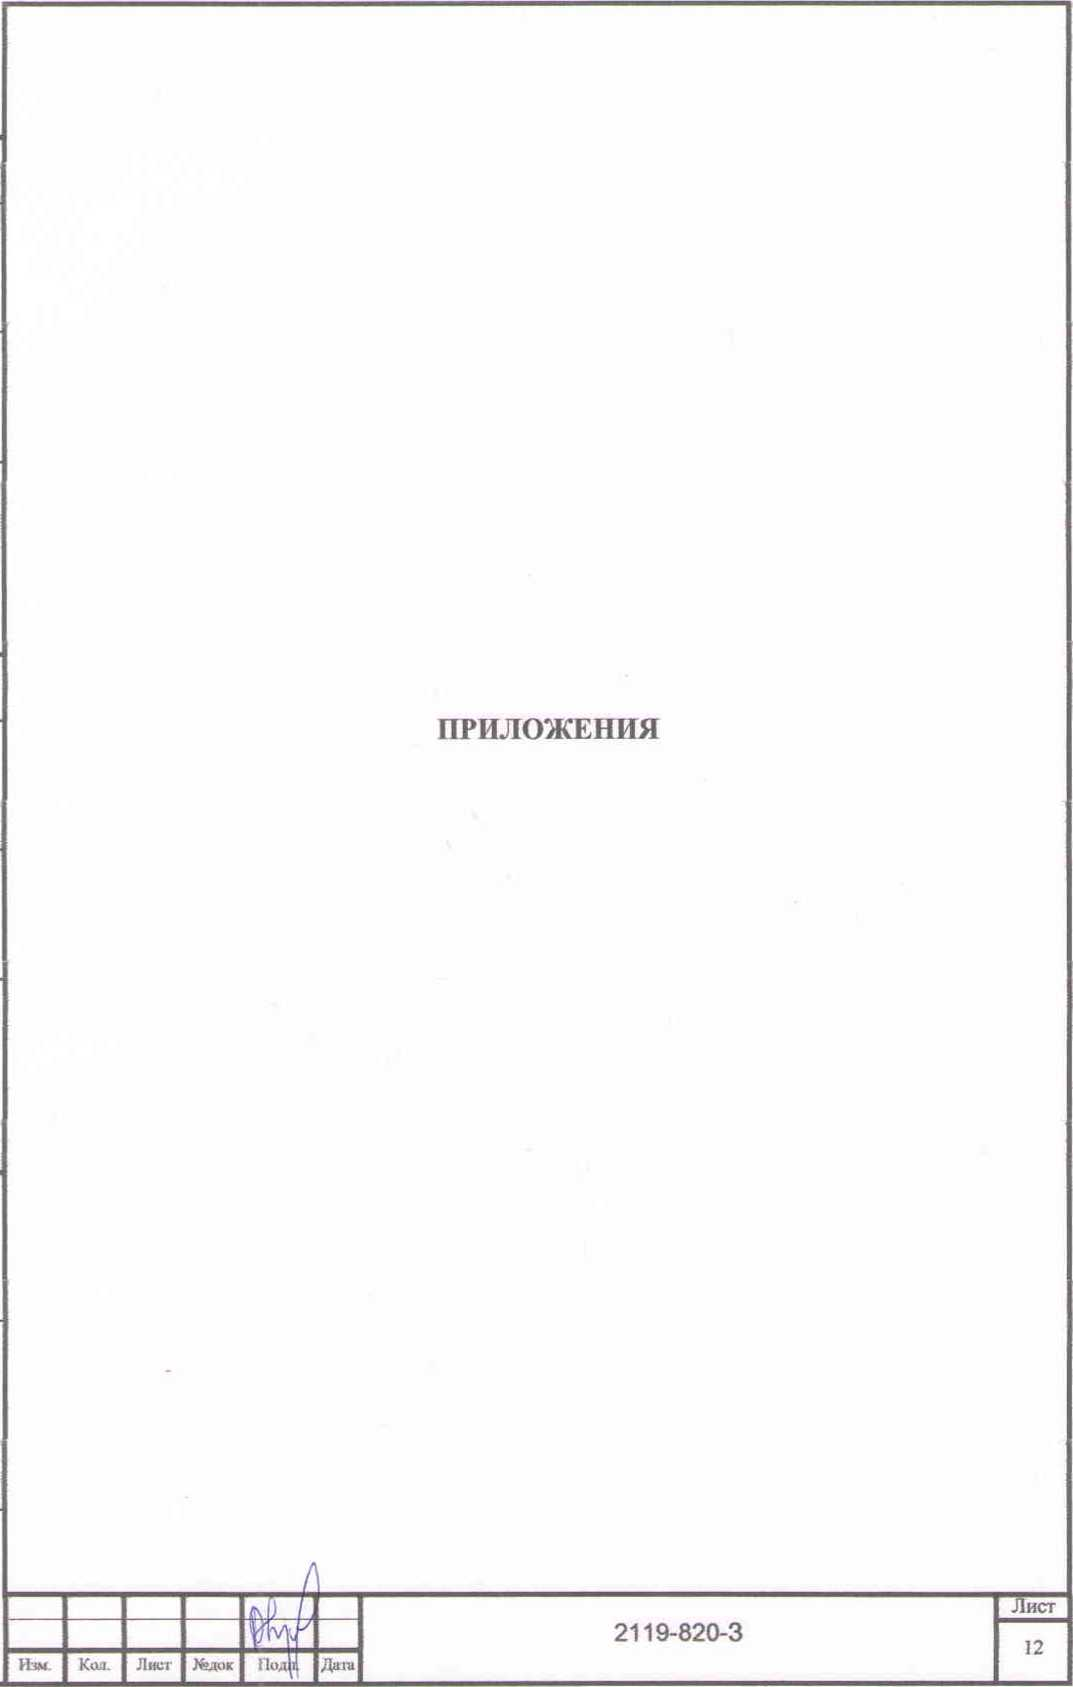 ПРИЛОЖЕНИЯ
2119-820-3
Лист
12
Изм. Кол. Лист №док Подп. Дата